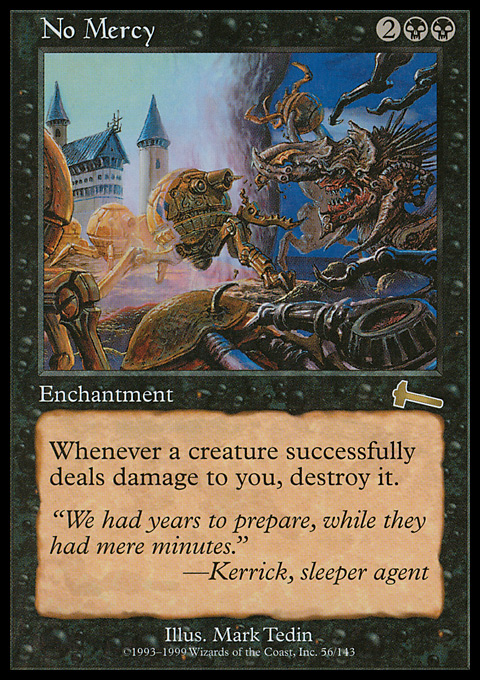 No Mercy
2
Enchantment
Whenever a creature successfully
deals damage to you, destroy it.
“We had years to prepare, while they
had mere minutes.”
—Kerrick, sleeper agent
Illus. Mark Tedin
©1993–1999 Wizards of the Coast, Inc. 56/143